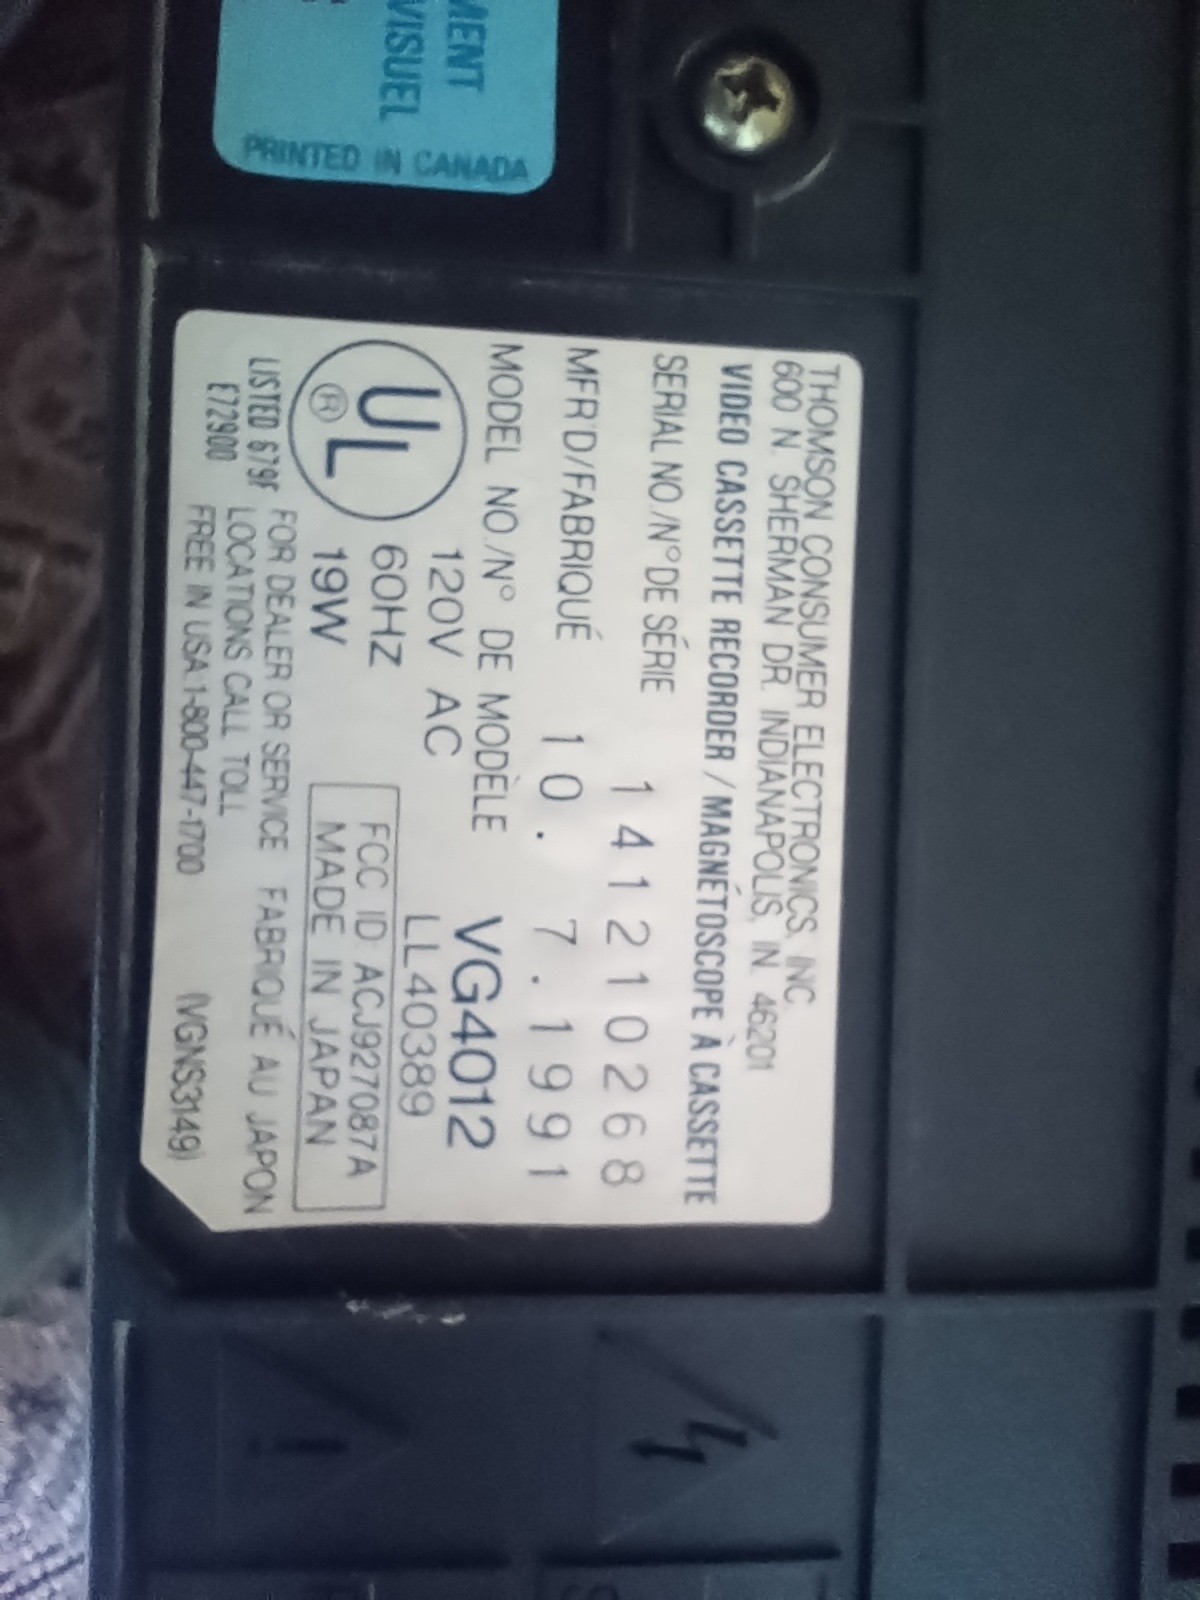 MENT
VISUEL
PRINTED IN CANADA
THOMSON CONSUMER ELECTRONICS, INC.
600 N. SHERMAN DR. INDIANAPOLIS, IN. 46201
VIDEO CASSETTE RECORDER / MAGNÉTOSCOPE À CASSETTE
SERIAL NO./N° DE SÉRIE 141210268
MFR'D/FABRIQUÉ 10. 7.1991
MODEL NO./N° DE MODÈLE VG4012
UL ®
120V AC LL40389
60HZ FCC ID ACJ927087A
19W MADE IN JAPAN
LISTED 679F FOR DEALER OR SERVICE FABRIQUÉ AU JAPON
E72900 LOCATIONS CALL TOLL
FREE IN USA 1-800-447-1700 (VGNS3149)